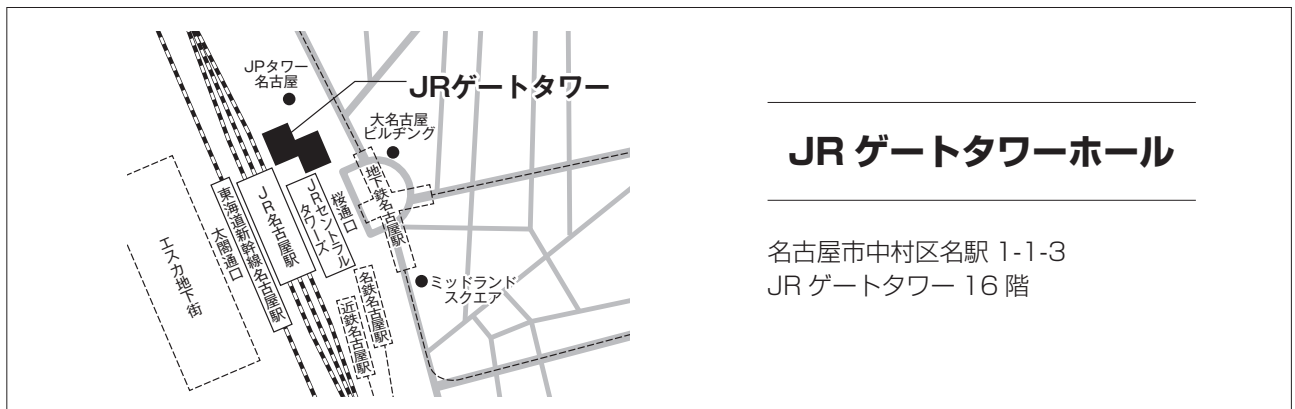 JPタワー
名古屋
JRゲートタワー
大名古屋
ビルヂング
地下鉄名古屋駅
桜通口
JRセントラル
タワーズ
JR名古屋駅
東海道新幹線名古屋駅
太閤通口
エスカ地下街
ミッドランド
スクエア
名鉄名古屋駅
近鉄名古屋駅
JR ゲートタワーホール
名古屋市中村区名駅 1-1-3
JR ゲートタワー 16 階